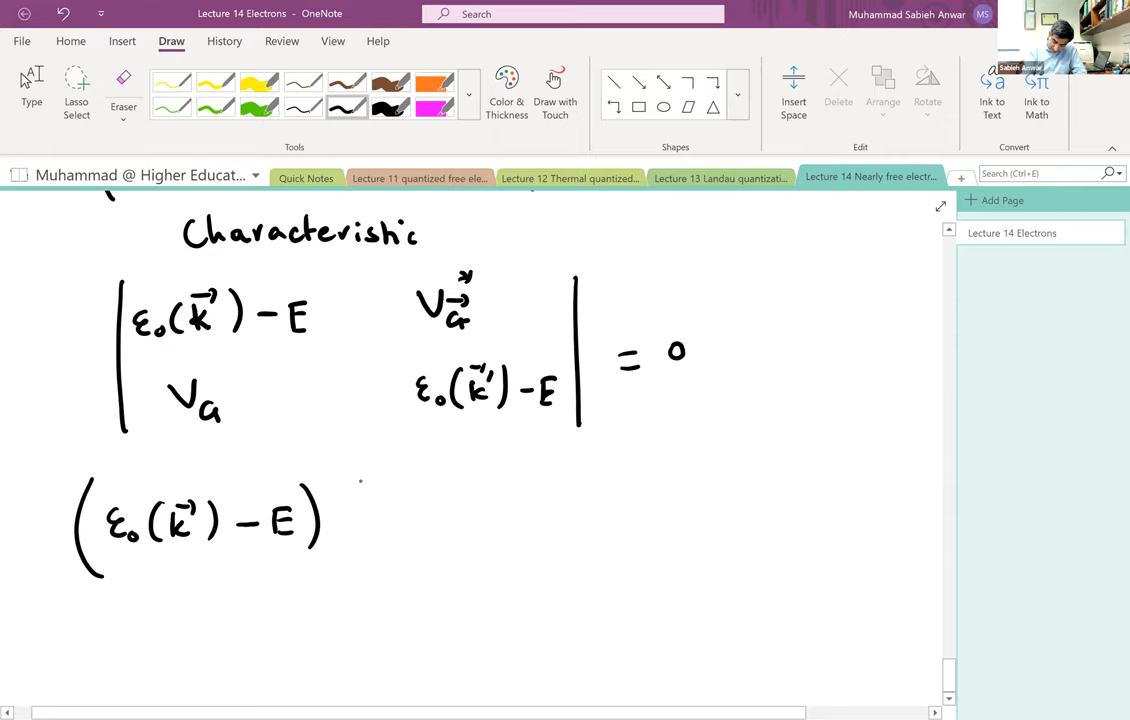 Lecture 14 Electrons - OneNote
Search
Muhammad Sabieh Anwar
MS
File Home Insert Draw History Review View Help
Sabieh Anwar
Type
Lasso Select
Eraser
Color & Thickness
Draw with Touch
Insert Space
Delete
Arrange
Rotate
Ink to Text
Ink to Math
Tools
Shapes
Edit
Convert
Muhammad @ Higher Educat...
Quick Notes
Lecture 11 quantized free ele...
Lecture 12 Thermal quantized...
Lecture 13 Landau quantizati...
Lecture 14 Nearly free electr...
Search (Ctrl+E)
Add Page
Lecture 14 Electrons
Characteristic
| ε₀(k⃗) − E V*_G⃗ |
| V_G ε₀(k⃗') − E | = 0
(ε₀(k⃗) − E)